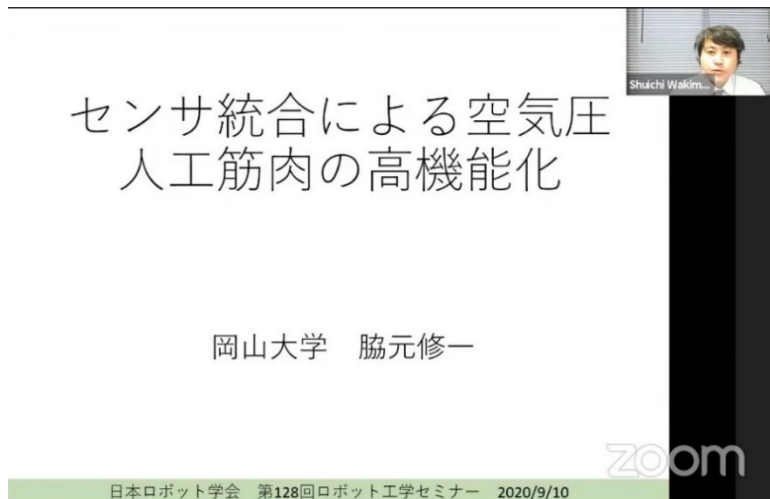 センサ統合による空気圧
人工筋肉の高機能化
岡山大学　脇元修一
日本ロボット学会　第128回ロボット工学セミナー　2020/9/10
Shuichi Wakim...
zoom